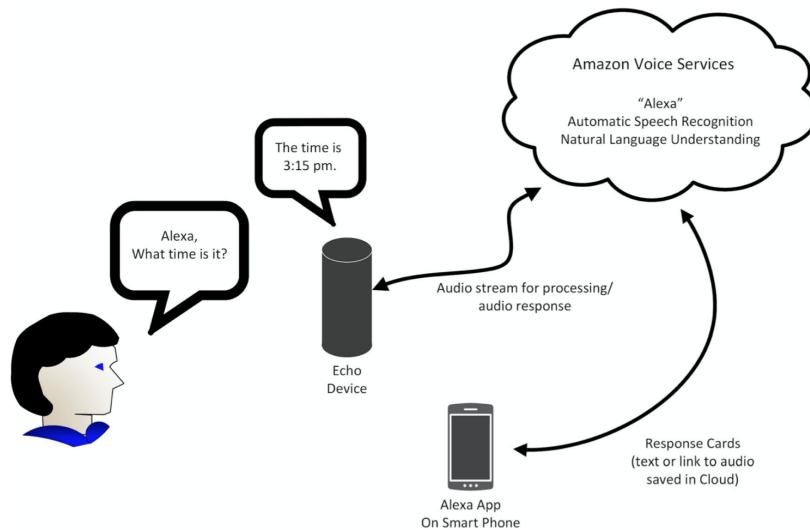 Amazon Voice Services
“Alexa”
Automatic Speech Recognition
Natural Language Understanding
The time is
3:15 pm.
Alexa,
What time is it?
Audio stream for processing/
audio response
Echo
Device
Response Cards
(text or link to audio
saved in Cloud)
Alexa App
On Smart Phone